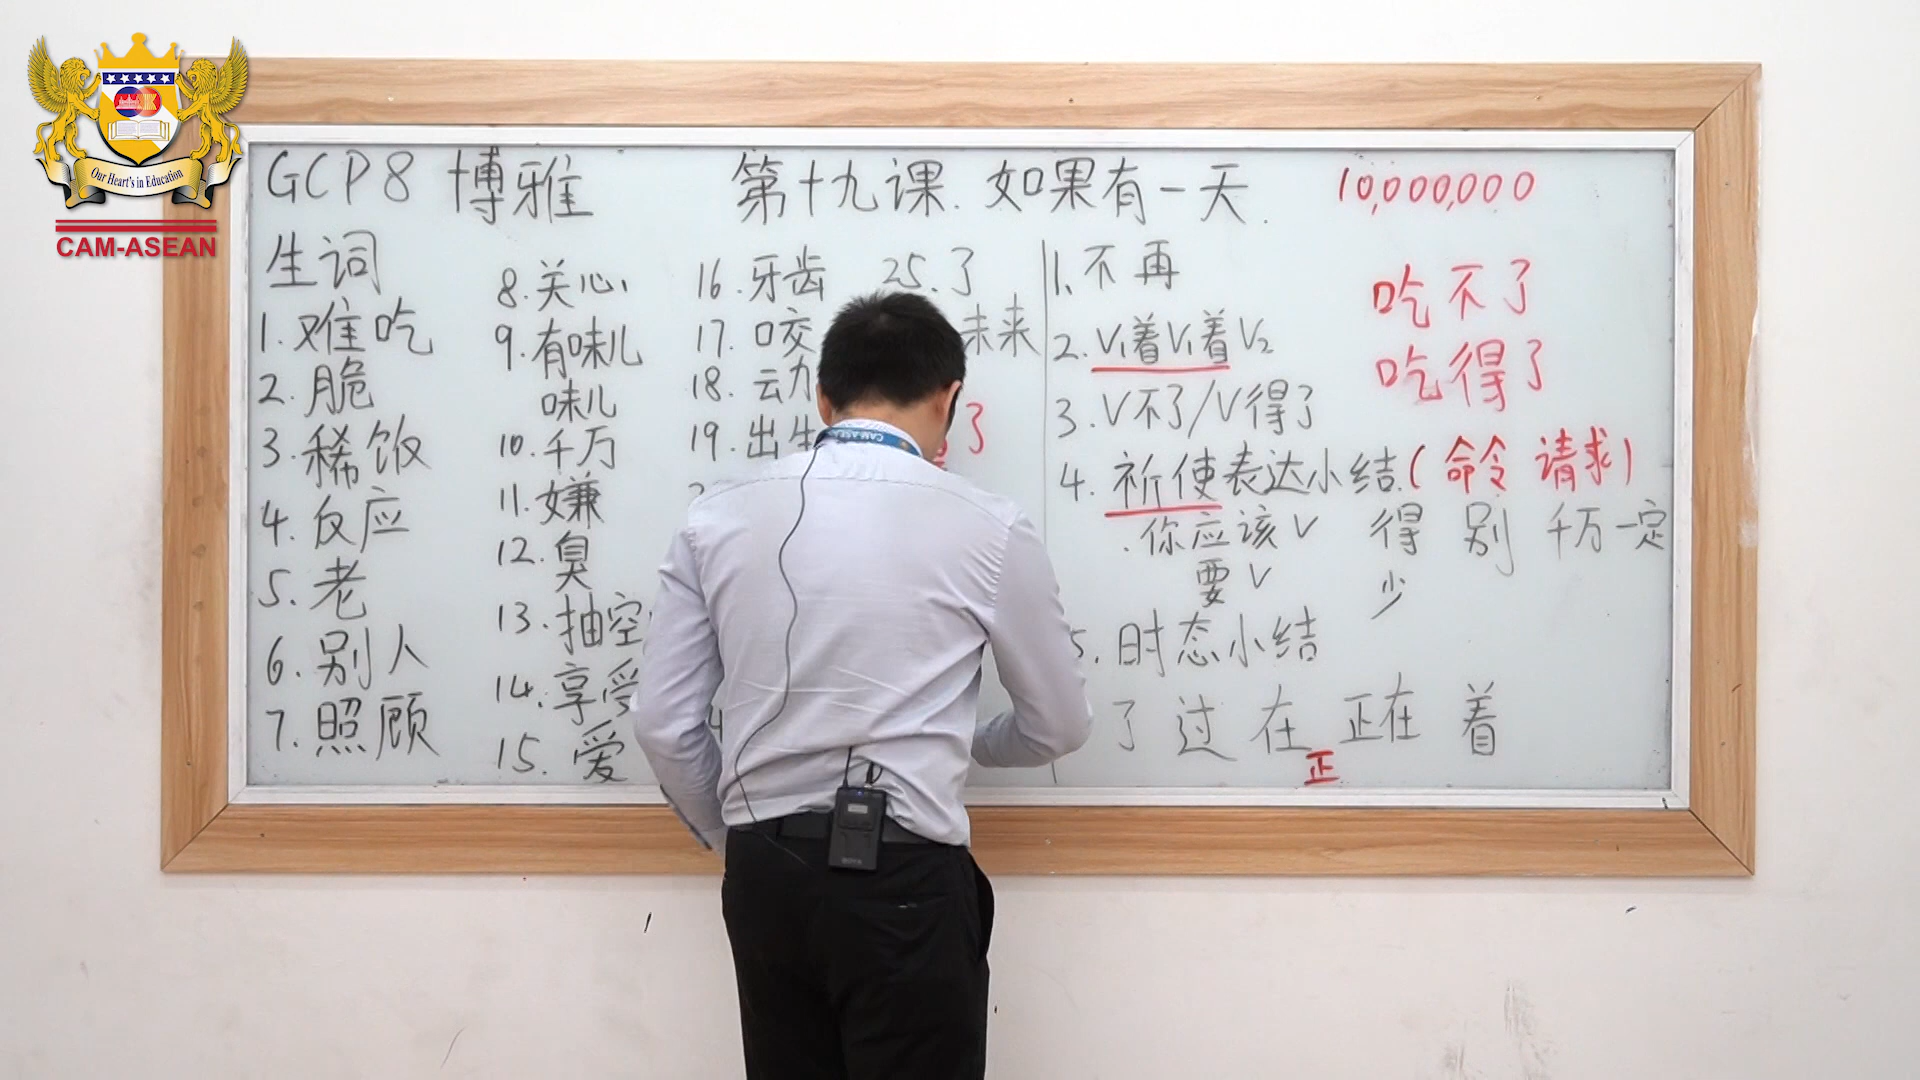 Our Heart's in Education
CAM-ASEAN
GCP8 博雅 第十九课 如果有一天. 10,000,000
生词
1. 难吃
2. 脆
3. 稀饭
4. 反应
5. 老
6. 别人
7. 照顾
8. 关心
9. 有味儿
味儿
10. 千万
11. 嫌
12. 臭
13. 抽空
14. 享受
15. 爱
16. 牙齿
17. 咬
18. 动
19. 出生
25. 了
未来
了
1. 不再
2. V₁着V₁着V₂
3. V不了/V得了
4. 祈使表达小结 (命令 请求)
. 你应该V 得 别 千万 一定
要V 少
5. 时态小结
了 过 在 正在 着
正
吃不了
吃得了
CAM-ASEAN